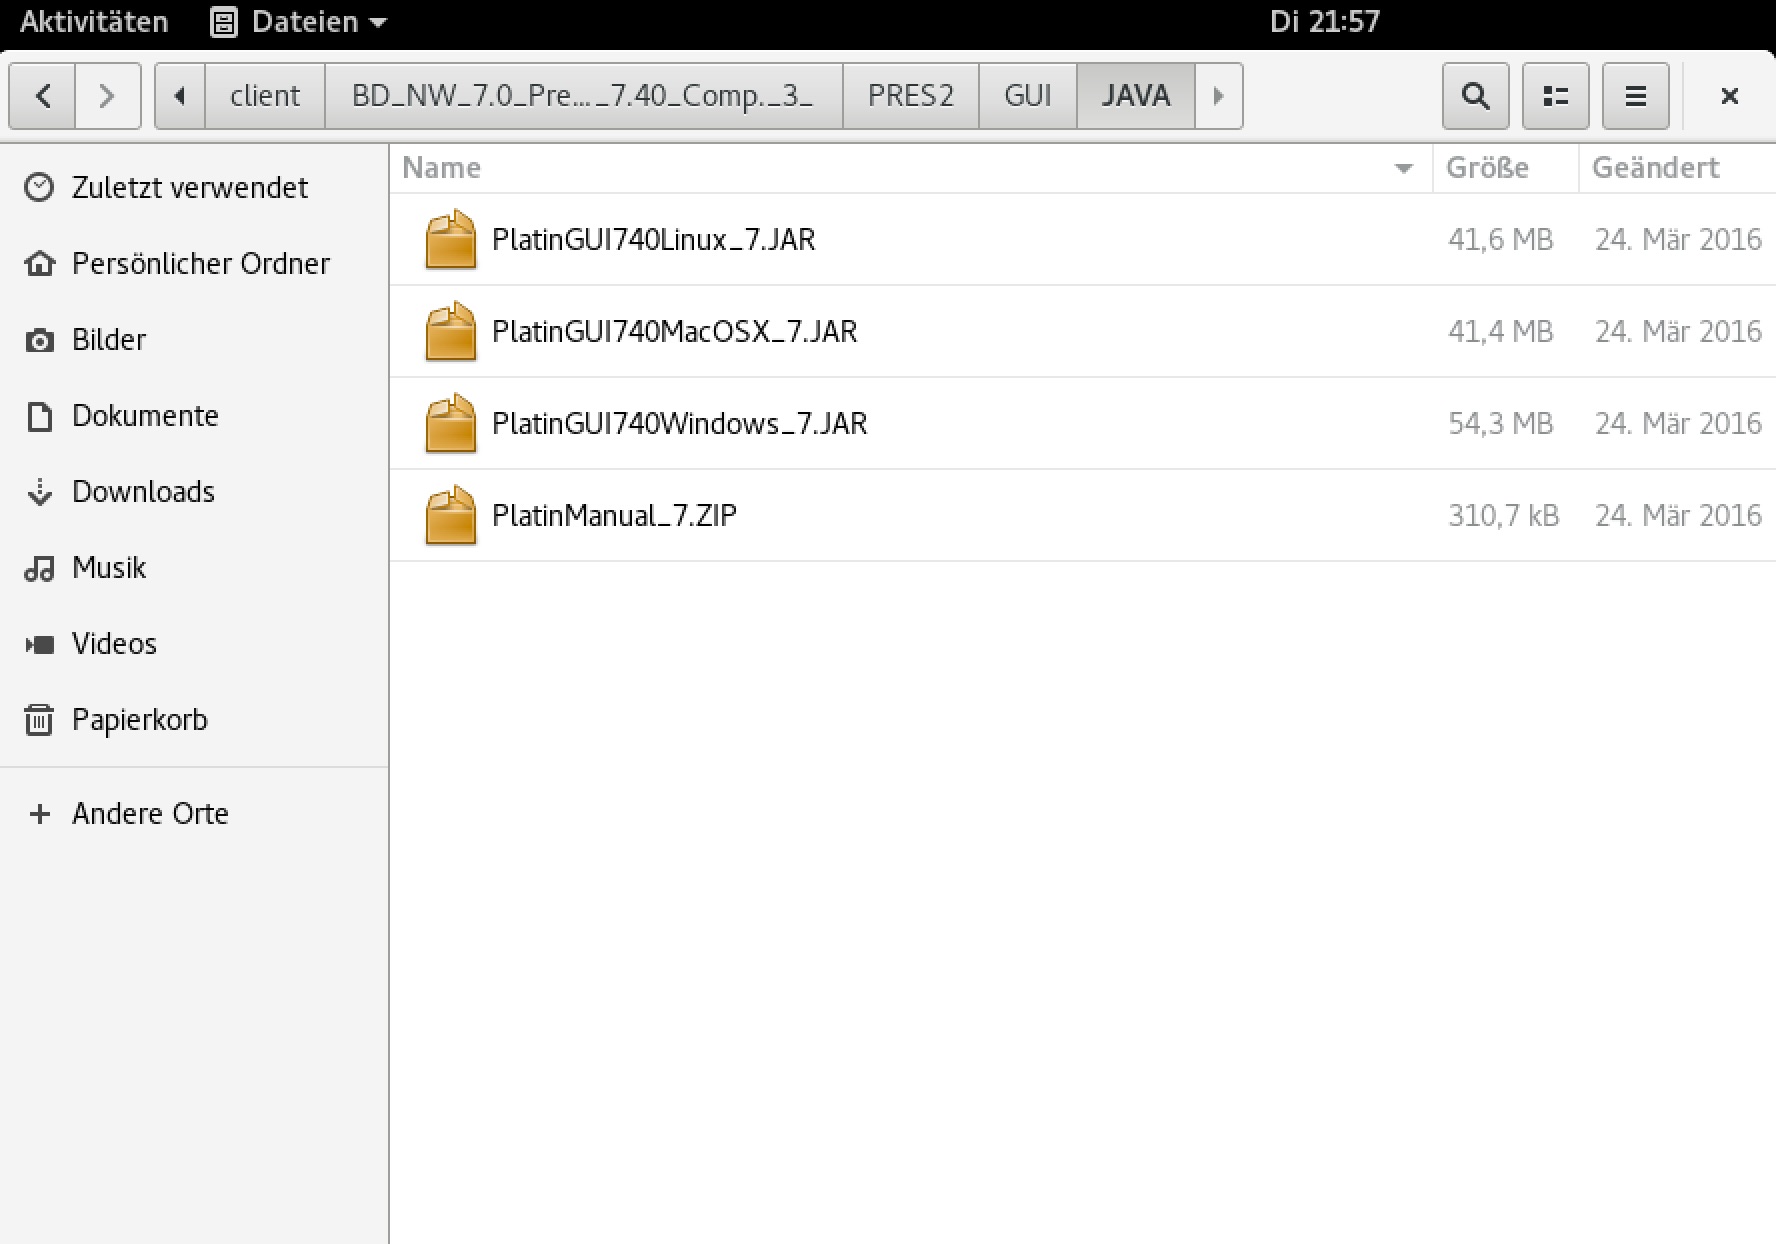 Aktivitäten Dateien Di 21:57
client BD_NW_7.0_Pre..._7.40_Comp._3_ PRES2 GUI JAVA
Name Größe Geändert
Zuletzt verwendet
Persönlicher Ordner
Bilder
Dokumente
Downloads
Musik
Videos
Papierkorb
Andere Orte
PlatinGUI740Linux_7.JAR 41,6 MB 24. Mär 2016
PlatinGUI740MacOSX_7.JAR 41,4 MB 24. Mär 2016
PlatinGUI740Windows_7.JAR 54,3 MB 24. Mär 2016
PlatinManual_7.ZIP 310,7 kB 24. Mär 2016